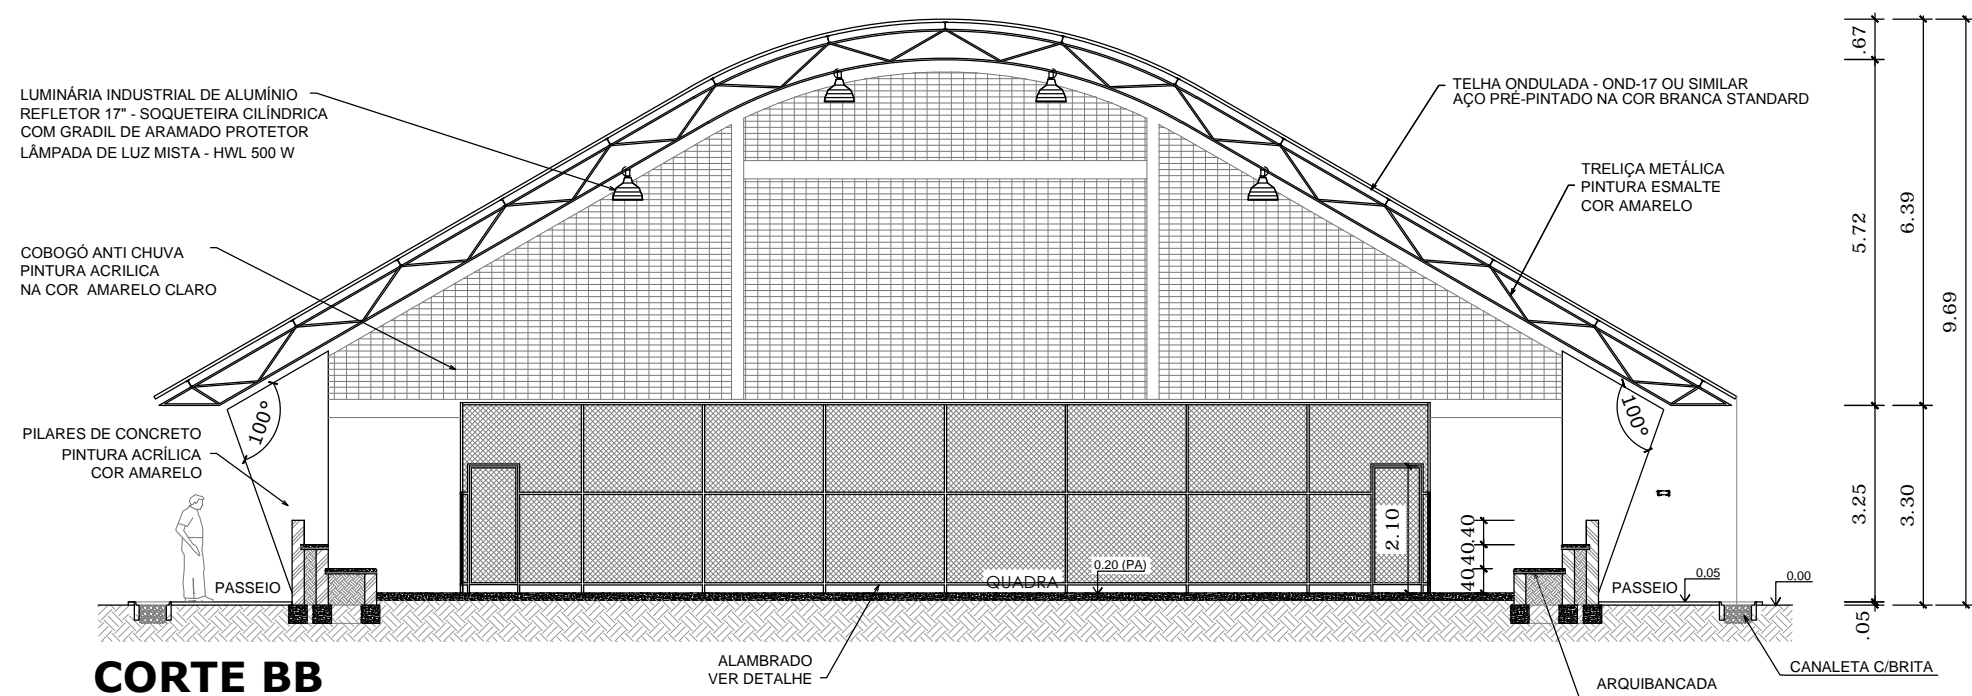 LUMINÁRIA INDUSTRIAL DE ALUMÍNIO
REFLETOR 17" - SOQUETEIRA CILÍNDRICA
COM GRADIL DE ARAMADO PROTETOR
LÂMPADA DE LUZ MISTA - HWL 500 W
TELHA ONDULADA - OND-17 OU SIMILAR
AÇO PRÉ-PINTADO NA COR BRANCA STANDARD
TRELIÇA METÁLICA
PINTURA ESMALTE
COR AMARELO
COBOGÓ ANTI CHUVA
PINTURA ACRILICA
NA COR AMARELO CLARO
PILARES DE CONCRETO
PINTURA ACRÍLICA
COR AMARELO
100°
100°
.67
5.72
6.39
9.69
3.25
3.30
.05
2.10
.40
.40
.40
PASSEIO
QUADRA
0.20 (PA)
PASSEIO
0,05
0,00
ALAMBRADO
VER DETALHE
ARQUIBANCADA
CANALETA C/BRITA
CORTE BB